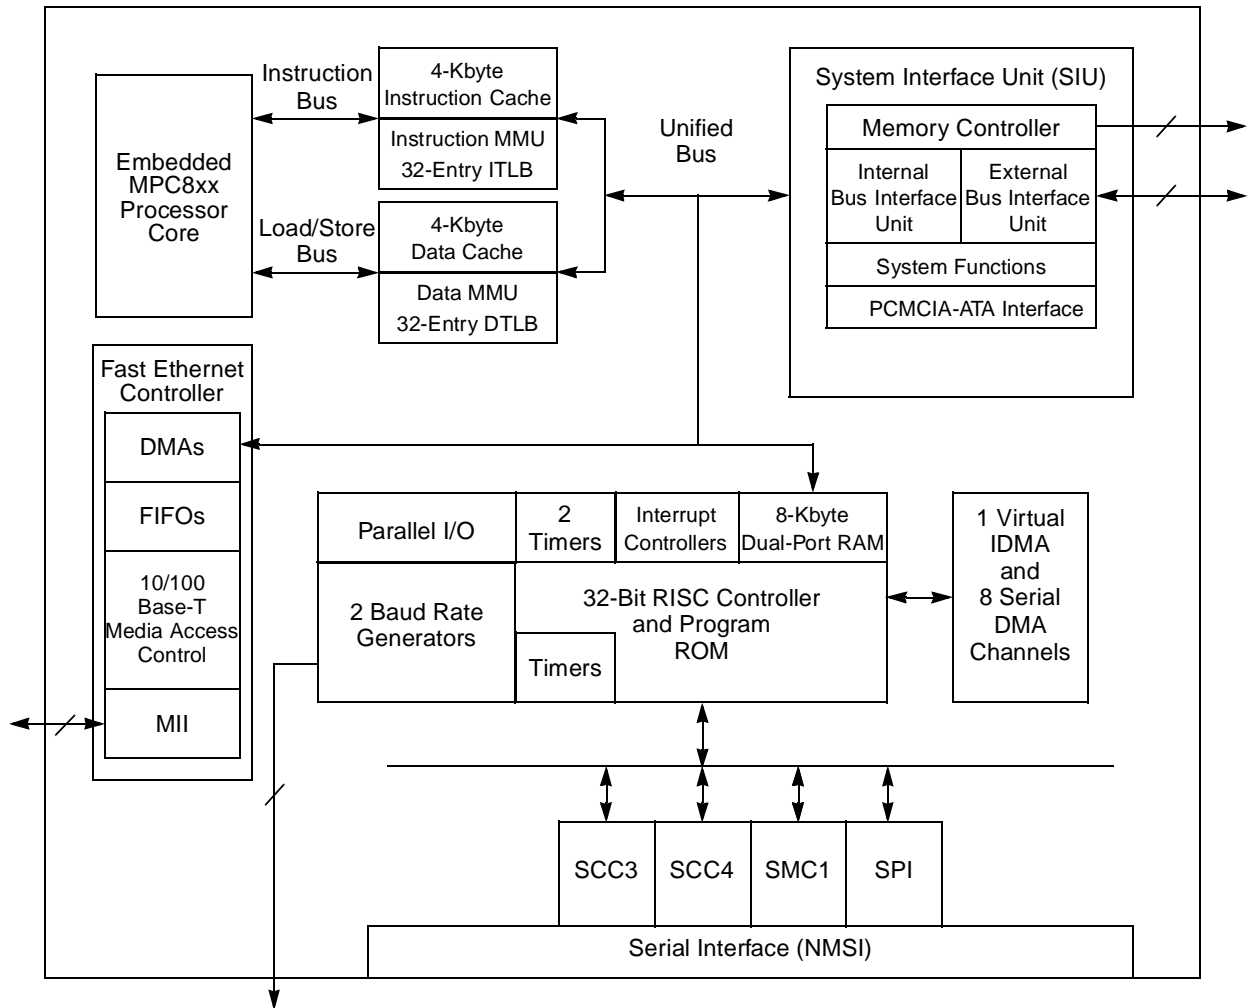 Embedded
MPC8xx
Processor
Core
Instruction
Bus
Load/Store
Bus
4-Kbyte
Instruction Cache
Instruction MMU
32-Entry ITLB
4-Kbyte
Data Cache
Data MMU
32-Entry DTLB
Unified
Bus
System Interface Unit (SIU)
Memory Controller
Internal
Bus Interface
Unit
External
Bus Interface
Unit
System Functions
PCMCIA-ATA Interface
Fast Ethernet
Controller
DMAs
FIFOs
10/100
Base-T
Media Access
Control
MII
Parallel I/O
2
Timers
Interrupt
Controllers
8-Kbyte
Dual-Port RAM
2 Baud Rate
Generators
Timers
32-Bit RISC Controller
and Program
ROM
1 Virtual
IDMA
and
8 Serial
DMA
Channels
SCC3
SCC4
SMC1
SPI
Serial Interface (NMSI)